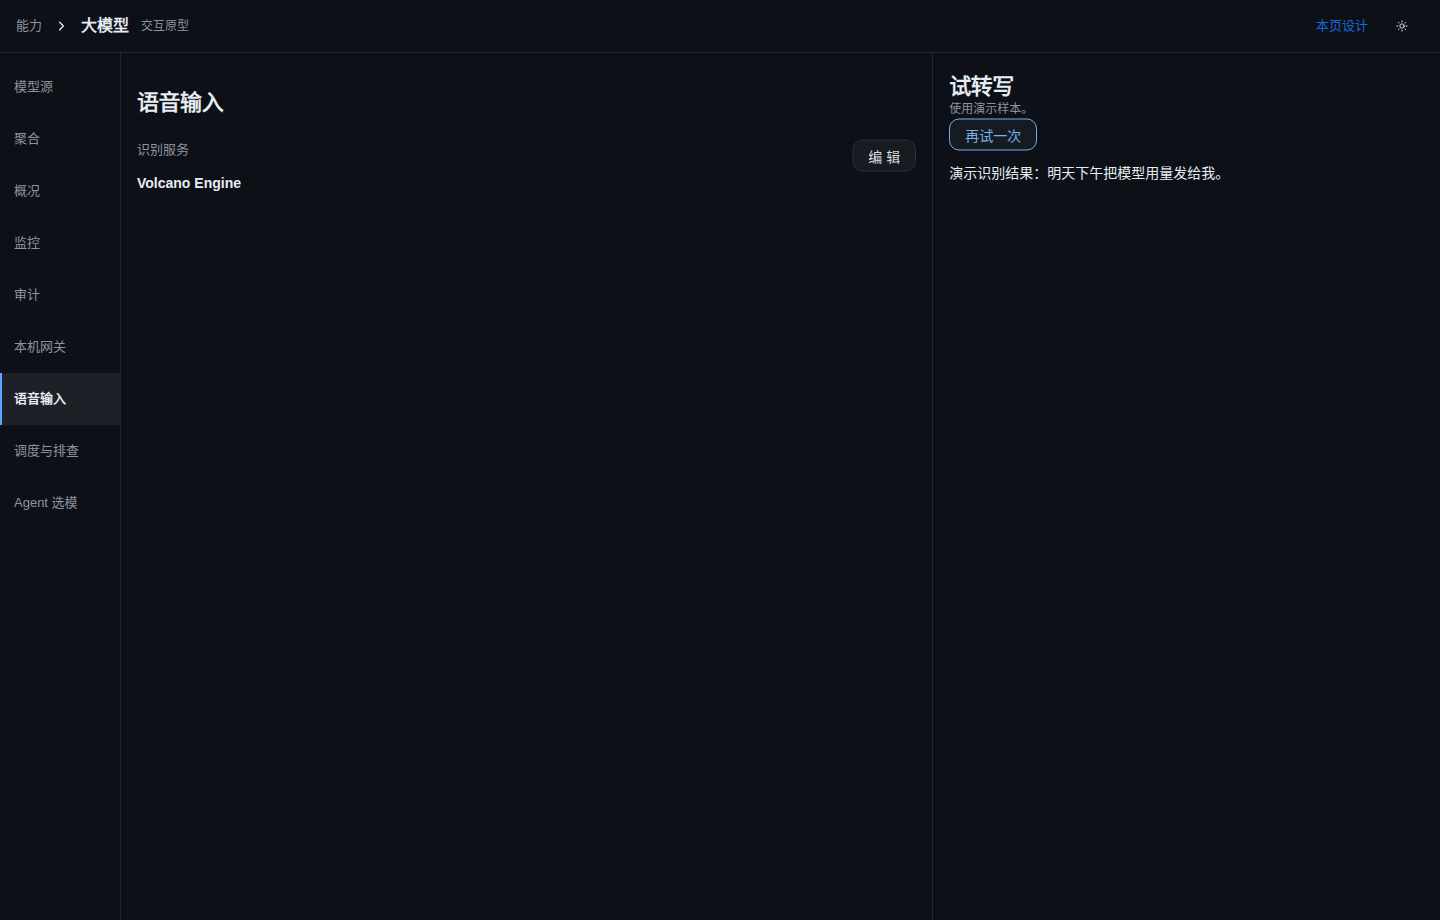 能力 大模型 交互原型 本页设计
模型源
聚合
概况
监控
审计
本机网关
语音输入
调度与排查
Agent 选模
语音输入
识别服务
编辑
Volcano Engine
试转写
使用演示样本。
再试一次
演示识别结果：明天下午把模型用量发给我。